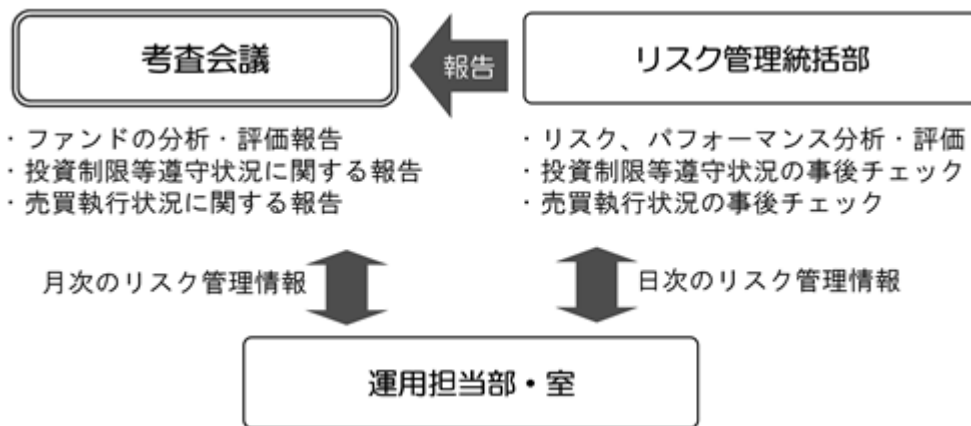 考査会議
報告
リスク管理統括部
・ファンドの分析・評価報告
・投資制限等遵守状況に関する報告
・売買執行状況に関する報告
・リスク、パフォーマンス分析・評価
・投資制限等遵守状況の事後チェック
・売買執行状況の事後チェック
月次のリスク管理情報
日次のリスク管理情報
運用担当部・室